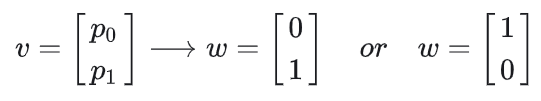 v = [p₀ p₁] ⟶ w = [0 1] or w = [1 0]